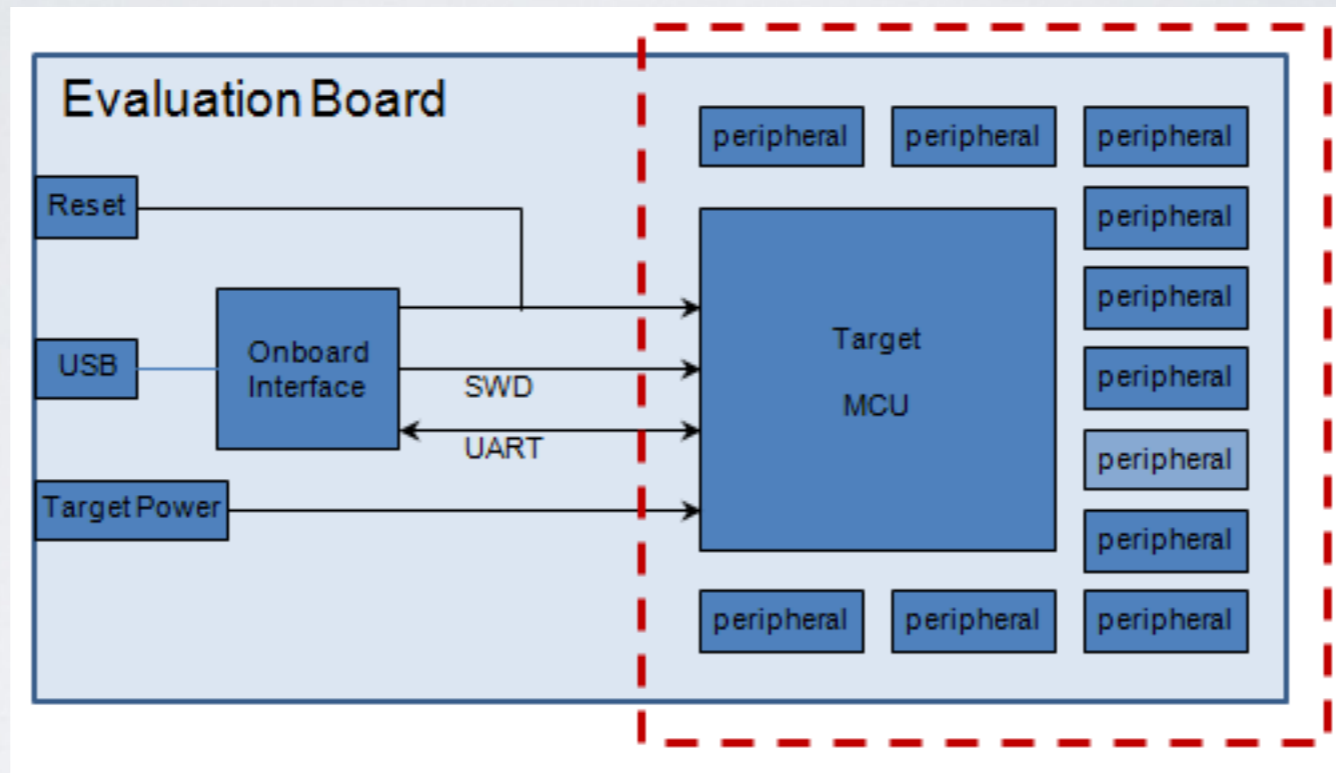 Evaluation Board
peripheral peripheral peripheral
Reset
peripheral
peripheral
Target
MCU
USB
Onboard
Interface
SWD
peripheral
UART
peripheral
Target Power
peripheral
peripheral peripheral peripheral